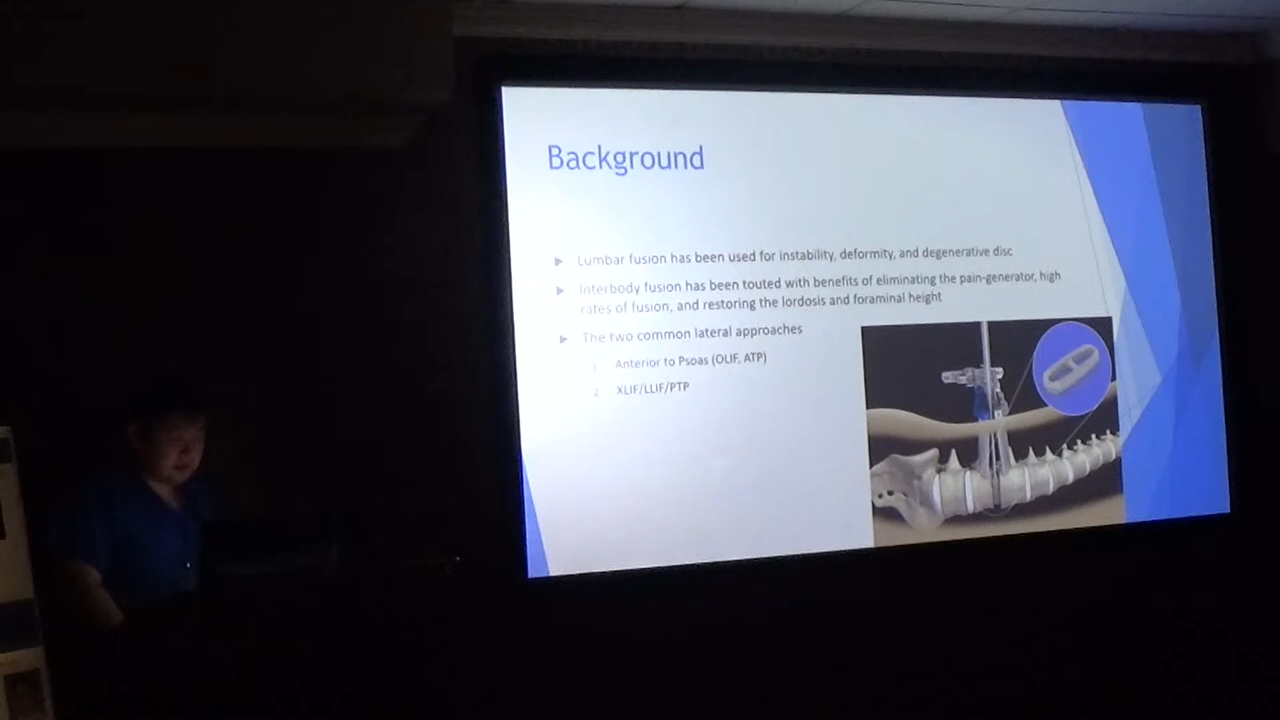 Background
Lumbar fusion has been used for instability, deformity, and degenerative disc
Interbody fusion has been touted with benefits of eliminating the pain-generator, high
rates of fusion, and restoring the lordosis and foraminal height
The two common lateral approaches
1. Anterior to Psoas (OLIF, ATP)
2. XLIF/LLIF/PTP